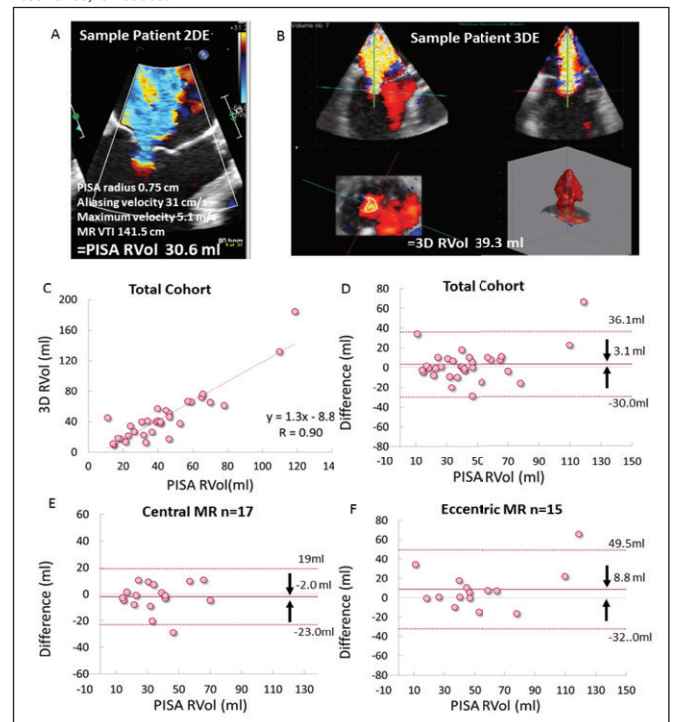 A
Sample Patient 2DE
PISA radius 0.75 cm
Aliasing velocity 31 cm/s
Maximum velocity 5.1 m/s
MR VTI 141.5 cm
=PISA RVol 30.6 ml
B
Sample Patient 3DE
=3D RVol 39.3 ml
C
Total Cohort
3D RVol (ml)
200
160
120
80
40
0
y = 1.3x - 8.8
R = 0.90
0 20 40 60 80 100 120 14
PISA RVol(ml)
D
Total Cohort
Difference (ml)
80
60
40
20
0
-20
-40
-60
-80
36.1ml
3.1ml
-30.0ml
-10 10 30 50 70 90 110 130 150
PISA RVol (ml)
E
Central MR n=17
Difference (ml)
60
40
20
0
-20
-40
-60
19ml
-2.0 ml
-23.0ml
-10 10 30 50 70 90 110 130
PISA RVol (ml)
F
Eccentric MR n=15
Difference (ml)
80
60
40
20
0
-20
-40
-60
-80
49.5ml
8.8ml
-32..0ml
-10 10 30 50 70 90 110 130 150
PISA RVol (ml)